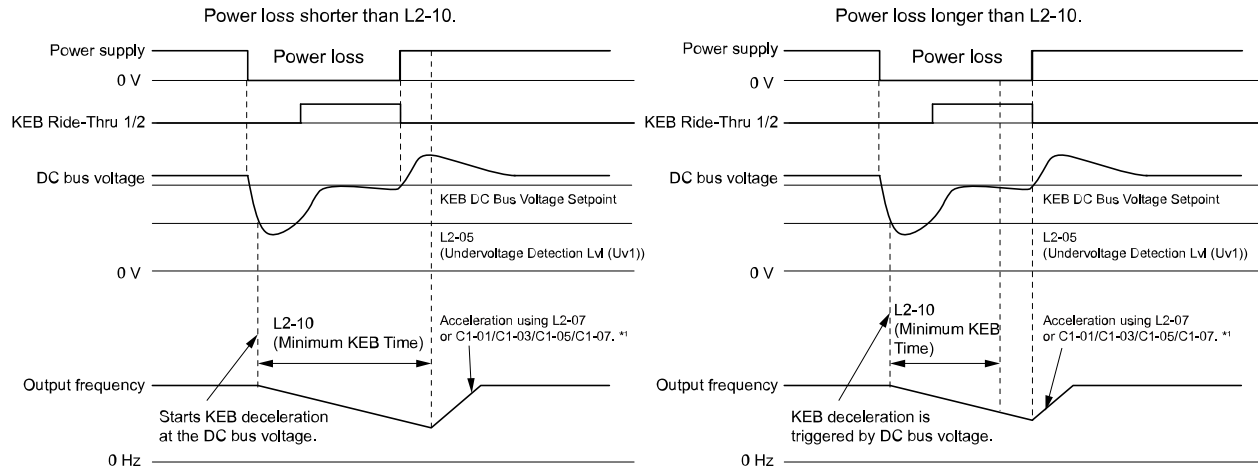 Power loss shorter than L2-10.
Power supply
Power loss
0 V
KEB Ride-Thru 1/2
DC bus voltage
KEB DC Bus Voltage Setpoint
L2-05
(Undervoltage Detection Lvl (Uv1))
0 V
L2-10
(Minimum KEB Time)
Acceleration using L2-07
or C1-01/C1-03/C1-05/C1-07. *1
Output frequency
Starts KEB deceleration
at the DC bus voltage.
0 Hz
Power loss longer than L2-10.
Power supply
Power loss
0 V
KEB Ride-Thru 1/2
DC bus voltage
KEB DC Bus Voltage Setpoint
L2-05
(Undervoltage Detection Lvl (Uv1))
0 V
L2-10
(Minimum KEB
Time)
Acceleration using L2-07
or C1-01/C1-03/C1-05/C1-07. *1
Output frequency
KEB deceleration is
triggered by DC bus voltage.
0 Hz